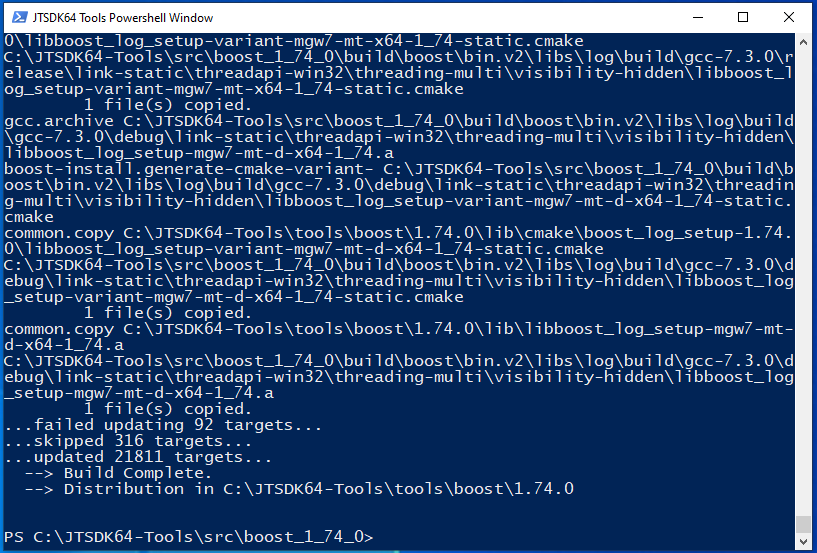 JTSDK64 Tools Powershell Window
0\libboost_log_setup-variant-mgw7-mt-x64-1_74-static.cmake
C:\JTSDK64-Tools\src\boost_1_74_0\build\boost\bin.v2\libs\log\build\gcc-7.3.0\r
elease\link-static\threadapi-win32\threading-multi\visibility-hidden\libboost_l
og_setup-variant-mgw7-mt-x64-1_74-static.cmake
        1 file(s) copied.
gcc.archive C:\JTSDK64-Tools\src\boost_1_74_0\build\boost\bin.v2\libs\log\build
\gcc-7.3.0\debug\link-static\threadapi-win32\threading-multi\visibility-hidden\
libboost_log_setup-mgw7-mt-d-x64-1_74.a
boost-install.generate-cmake-variant- C:\JTSDK64-Tools\src\boost_1_74_0\build\b
oost\bin.v2\libs\log\build\gcc-7.3.0\debug\link-static\threadapi-win32\threadin
g-multi\visibility-hidden\libboost_log_setup-variant-mgw7-mt-d-x64-1_74-static.
cmake
common.copy C:\JTSDK64-Tools\tools\boost\1.74.0\lib\cmake\boost_log_setup-1.74.
0\libboost_log_setup-variant-mgw7-mt-d-x64-1_74-static.cmake
C:\JTSDK64-Tools\src\boost_1_74_0\build\boost\bin.v2\libs\log\build\gcc-7.3.0\d
ebug\link-static\threadapi-win32\threading-multi\visibility-hidden\libboost_log
_setup-variant-mgw7-mt-d-x64-1_74-static.cmake
        1 file(s) copied.
common.copy C:\JTSDK64-Tools\tools\boost\1.74.0\lib\libboost_log_setup-mgw7-mt-
d-x64-1_74.a
C:\JTSDK64-Tools\src\boost_1_74_0\build\boost\bin.v2\libs\log\build\gcc-7.3.0\d
ebug\link-static\threadapi-win32\threading-multi\visibility-hidden\libboost_log
_setup-mgw7-mt-d-x64-1_74.a
        1 file(s) copied.
...failed updating 92 targets...
...skipped 316 targets...
...updated 21811 targets...
  --> Build Complete.
  --> Distribution in C:\JTSDK64-Tools\tools\boost\1.74.0
PS C:\JTSDK64-Tools\src\boost_1_74_0>